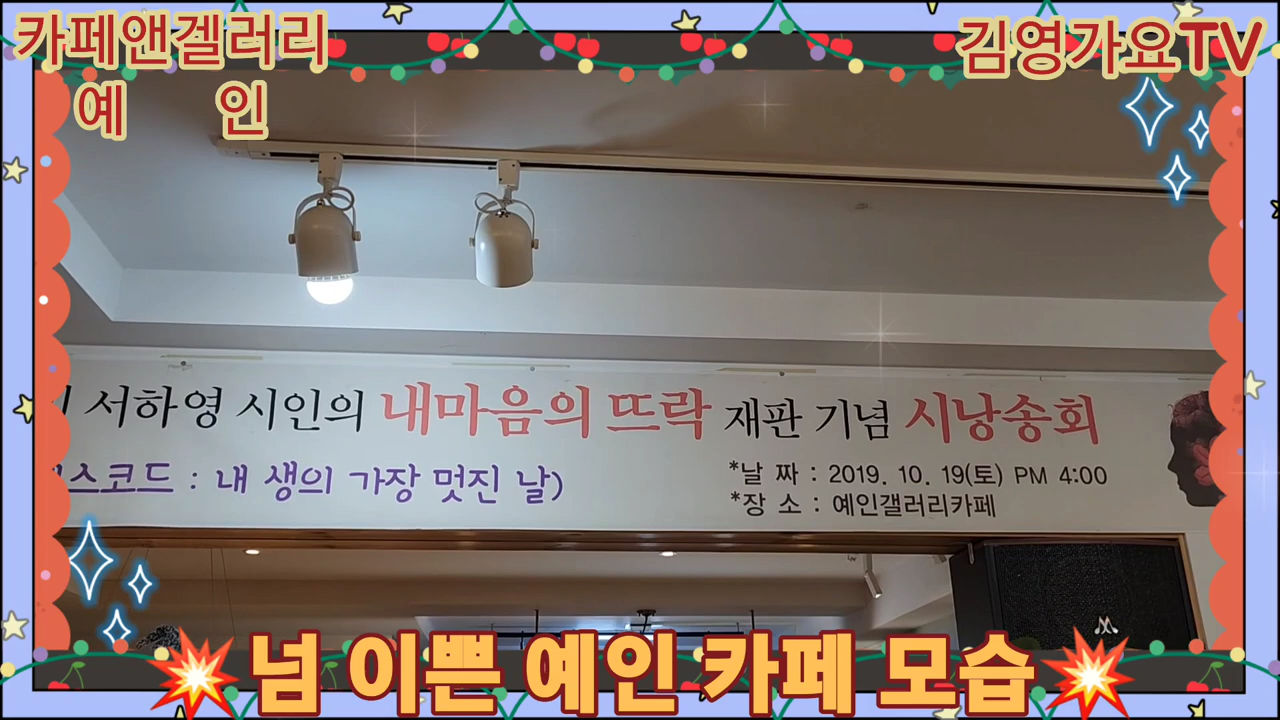 카페앤겔러리
예 인
김영가요TV
서하영 시인의 내마음의 뜨락 재판 기념 시낭송회
스코드 : 내 생의 가장 멋진 날)
*날 짜 : 2019. 10. 19(토) PM 4:00
*장 소 : 예인갤러리카페
넘 이쁜 예인 카페 모습